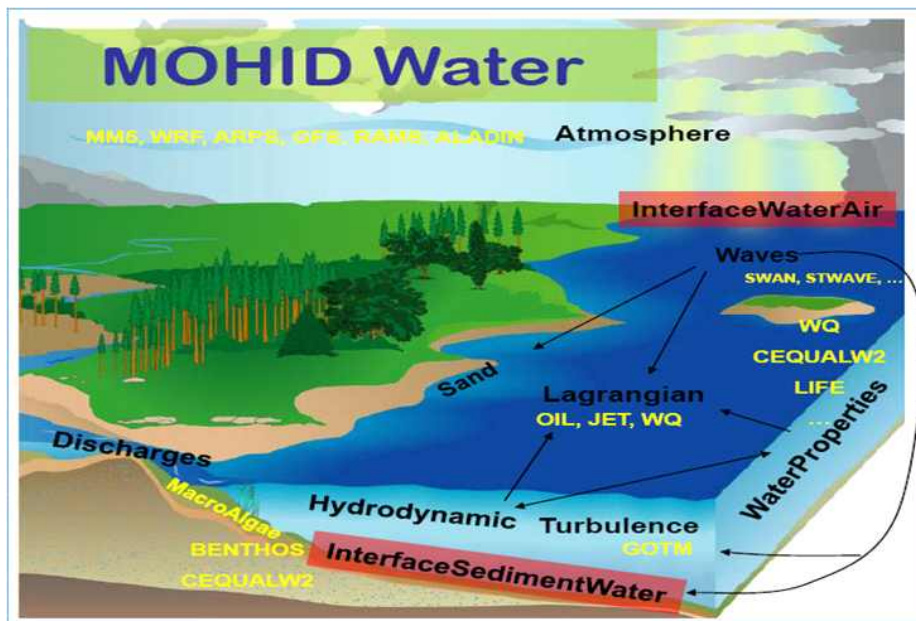 MOHID Water
MM5, WRF, ARPS, GFS, RAMS, ALADIN
Atmosphere
InterfaceWaterAir
Waves
SWAN, STWAVE, ...
WQ
CEQUALW2
LIFE
...
Sand
Lagrangian
OIL, JET, WQ
WaterProperties
Discharges
MacroAlgae
Hydrodynamic
Turbulence
GOTM
BENTHOS
CEQUALW2
InterfaceSedimentWater